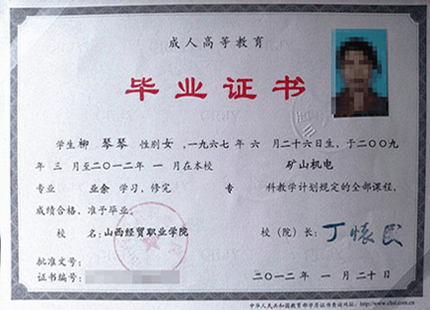 成人高等教育
毕业证书
学生柳 琴琴 性别女,一九六七年 六 月二十六日生,于二〇〇九
年 三 月至二〇一二年 一 月在本校 矿山机电
专业 业余 学习,修完 专 科教学计划规定的全部课程,
成绩合格,准予毕业。
校 名:山西经贸职业学院 校(院)长:丁怀民
批准文号:
证书编号: 二〇一二年 一 月二十日
中华人民共和国教育部学历证书查询网址:http://www.chsi.com.cn